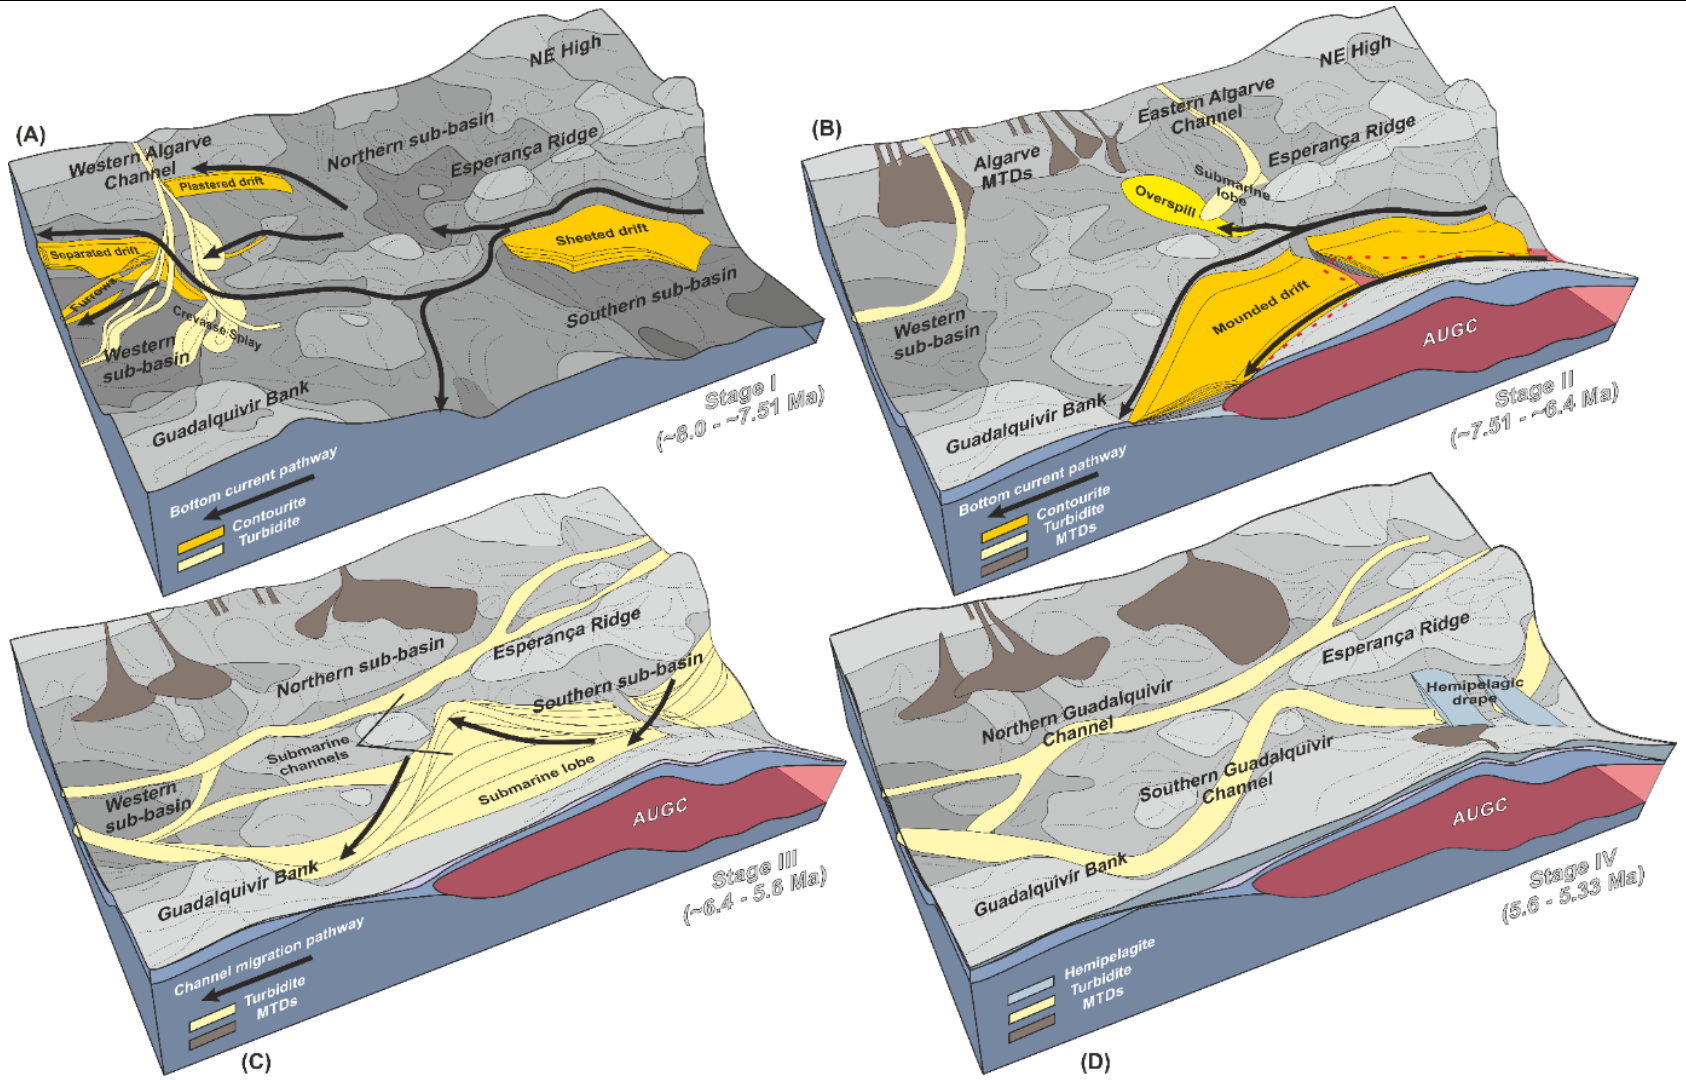 (A)
NE High
Northern sub-basin
Western Algarve
Channel
Esperança Ridge
Plastered drift
Sheeted drift
Separated drift
Furrows
Crevasse Splay
Southern sub-basin
Western
sub-basin
Guadalquivir Bank
Stage I
(~8.0 - ~7.51 Ma)
Bottom current pathway
Contourite
Turbidite
(B)
NE High
Eastern Algarve
Channel
Esperança Ridge
Algarve
MTDs
Submarine
lobe
Overspill
Mounded drift
Western
sub-basin
AUGC
Guadalquivir Bank
Stage II
(~7.51 - ~6.4 Ma)
Bottom current pathway
Contourite
Turbidite
MTDs
Northern sub-basin
Esperança Ridge
Southern sub-basin
Submarine
channels
Western
sub-basin
Submarine lobe
AUGC
Guadalquivir Bank
Stage III
(~6.4 - 5.6 Ma)
Channel migration pathway
Turbidite
MTDs
(C)
Esperança Ridge
Hemipelagic
drape
Northern Guadalquivir
Channel
Southern Guadalquivir
Channel
AUGC
Guadalquivir Bank
Stage IV
(5.6 - 5.33 Ma)
Hemipelagite
Turbidite
MTDs
(D)